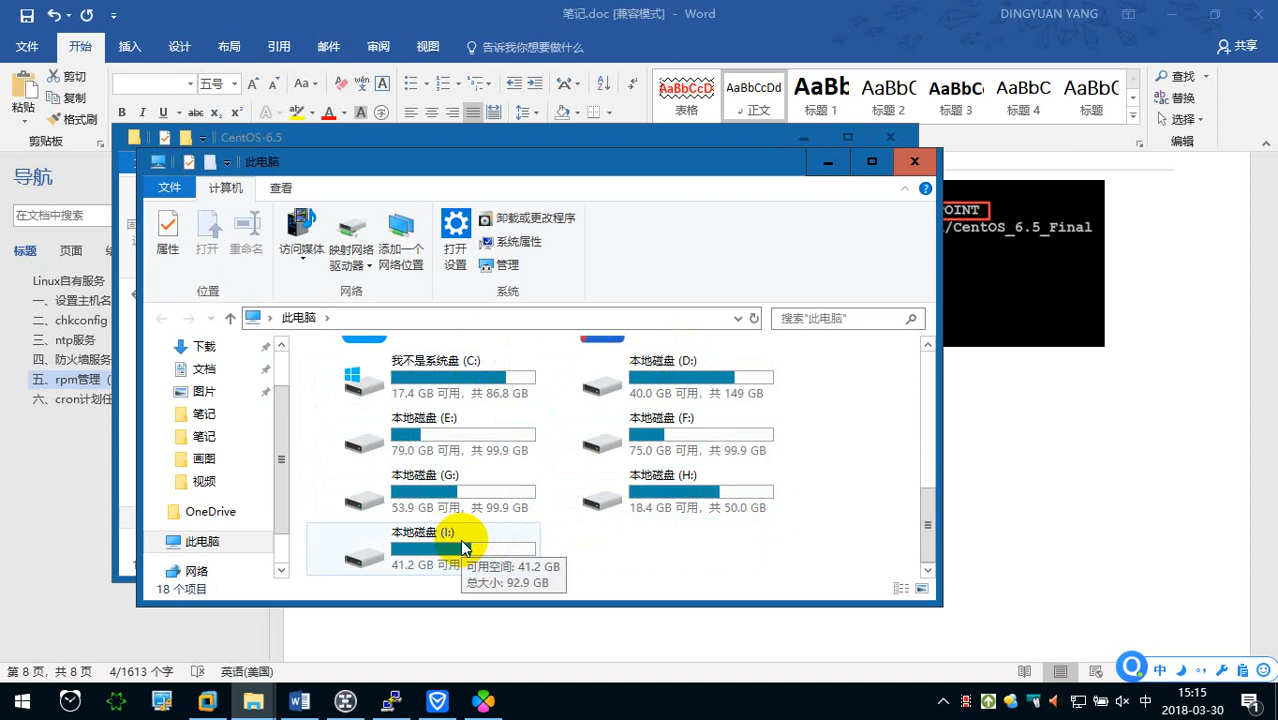 笔记.doc [兼容模式] - Word
DINGYUAN YANG
文件 开始 插入 设计 布局 引用 邮件 审阅 视图 告诉我你想要做什么 共享
粘贴
剪切
复制
格式刷
剪贴板
五号
AaBbCcD
表格
AaBbCcDd
正文
AaBb
标题 1
AaBbC
标题 2
AaBbC
标题 3
AaBbC
标题 4
AaBbC
标题 5
查找
替换
选择
编辑
导航
在文档中搜索
标题 页面
Linux自有服务
一、设置主机名
二、chkconfig
三、ntp服务
四、防火墙服务
五、rpm管理（
六、cron计划任
CentOS-6.5
此电脑
文件 计算机 查看
属性
打开
重命名
位置
访问媒体
映射网络
驱动器
添加一个
网络位置
网络
打开
设置
卸载或更改程序
系统属性
管理
系统
此电脑
搜索"此电脑"
下载
文档
图片
笔记
笔记
画图
视频
OneDrive
此电脑
网络
我不是系统盘 (C:)
17.4 GB 可用，共 86.8 GB
本地磁盘 (D:)
40.0 GB 可用，共 149 GB
本地磁盘 (E:)
79.0 GB 可用，共 99.9 GB
本地磁盘 (F:)
75.0 GB 可用，共 99.9 GB
本地磁盘 (G:)
53.9 GB 可用，共 99.9 GB
本地磁盘 (H:)
18.4 GB 可用，共 50.0 GB
本地磁盘 (I:)
41.2 GB 可用
可用空间: 41.2 GB
总大小: 92.9 GB
18 个项目
OINT
/CentOS_6.5_Final
第 8 页，共 8 页 4/1613 个字 英语(美国)
中
中
15:15
2018-03-30